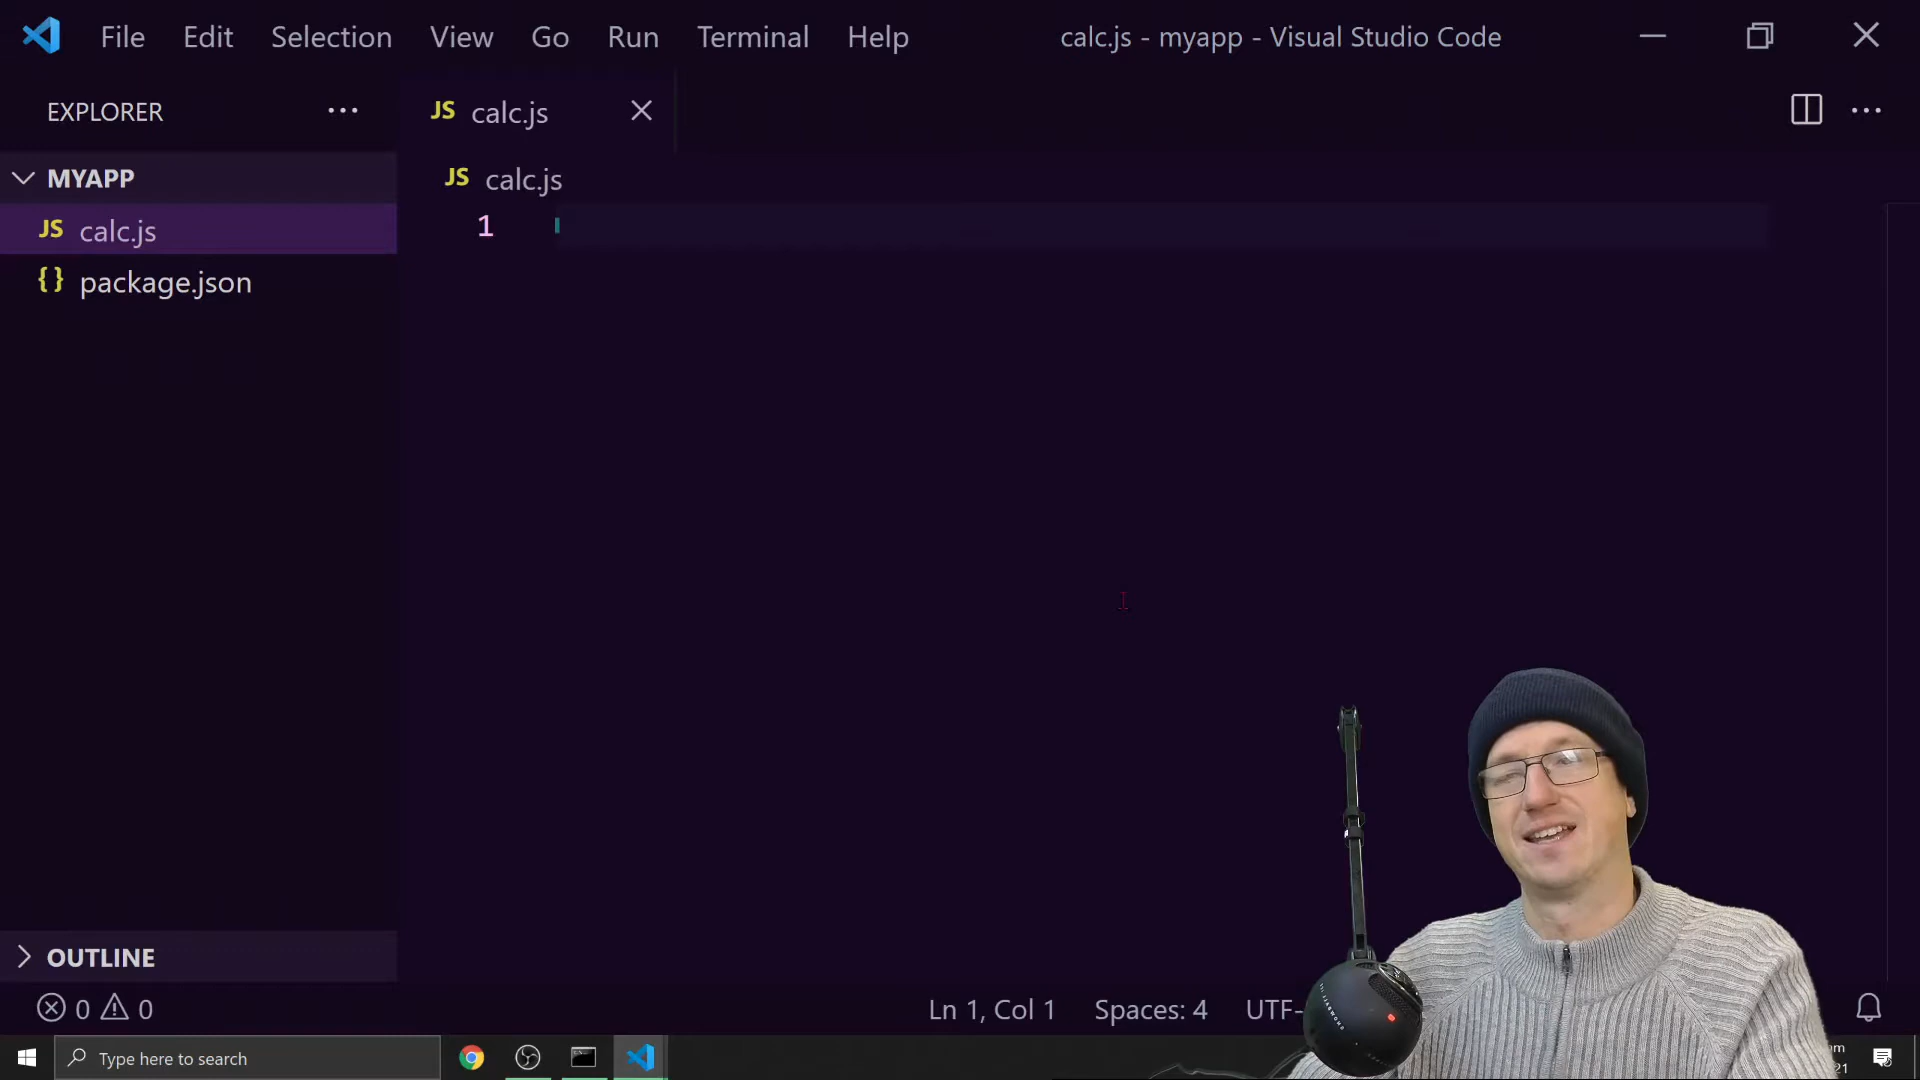 File Edit Selection View Go Run Terminal Help calc.js - myapp - Visual Studio Code
EXPLORER
JS calc.js
MYAPP
JS calc.js
1
JS calc.js
{} package.json
OUTLINE
0 0
Ln 1, Col 1 Spaces: 4 UTF-
Type here to search